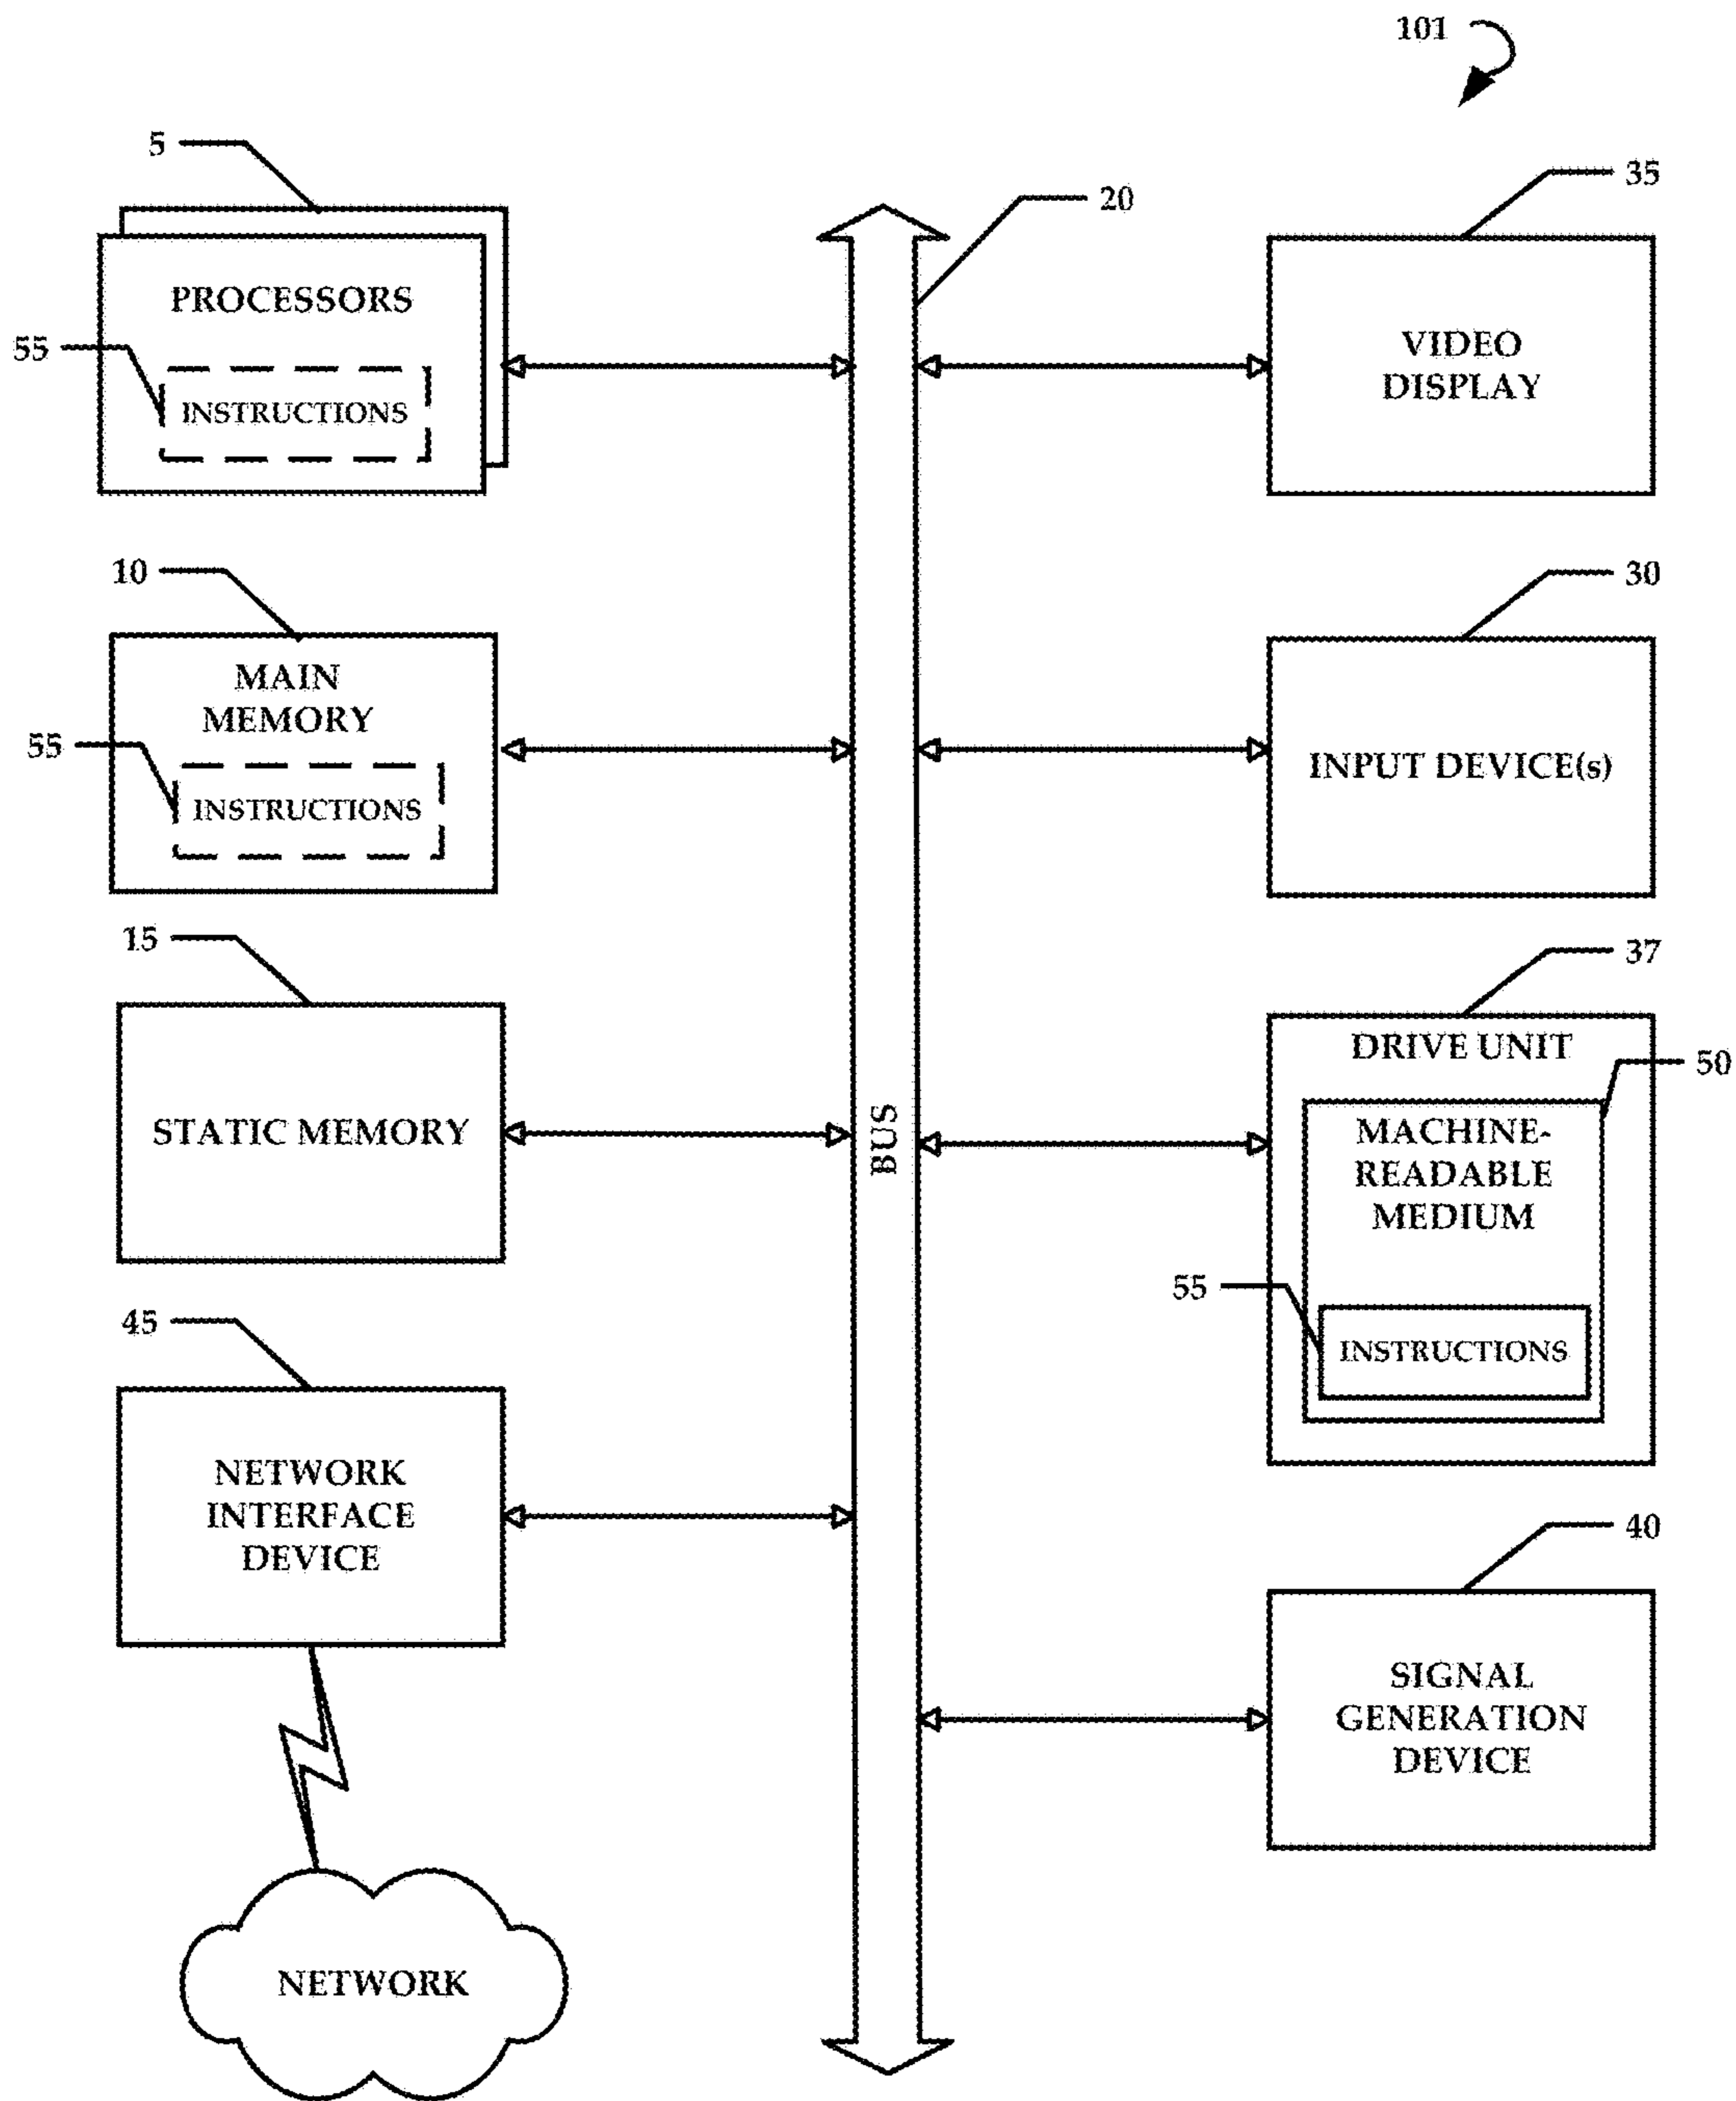 101
5
20
35
PROCESSORS
55
INSTRUCTIONS
VIDEO
DISPLAY
10
30
MAIN
MEMORY
55
INSTRUCTIONS
INPUT DEVICE(s)
15
37
STATIC MEMORY
BUS
DRIVE UNIT
50
MACHINE-
READABLE
MEDIUM
55
INSTRUCTIONS
45
NETWORK
INTERFACE
DEVICE
40
SIGNAL
GENERATION
DEVICE
NETWORK